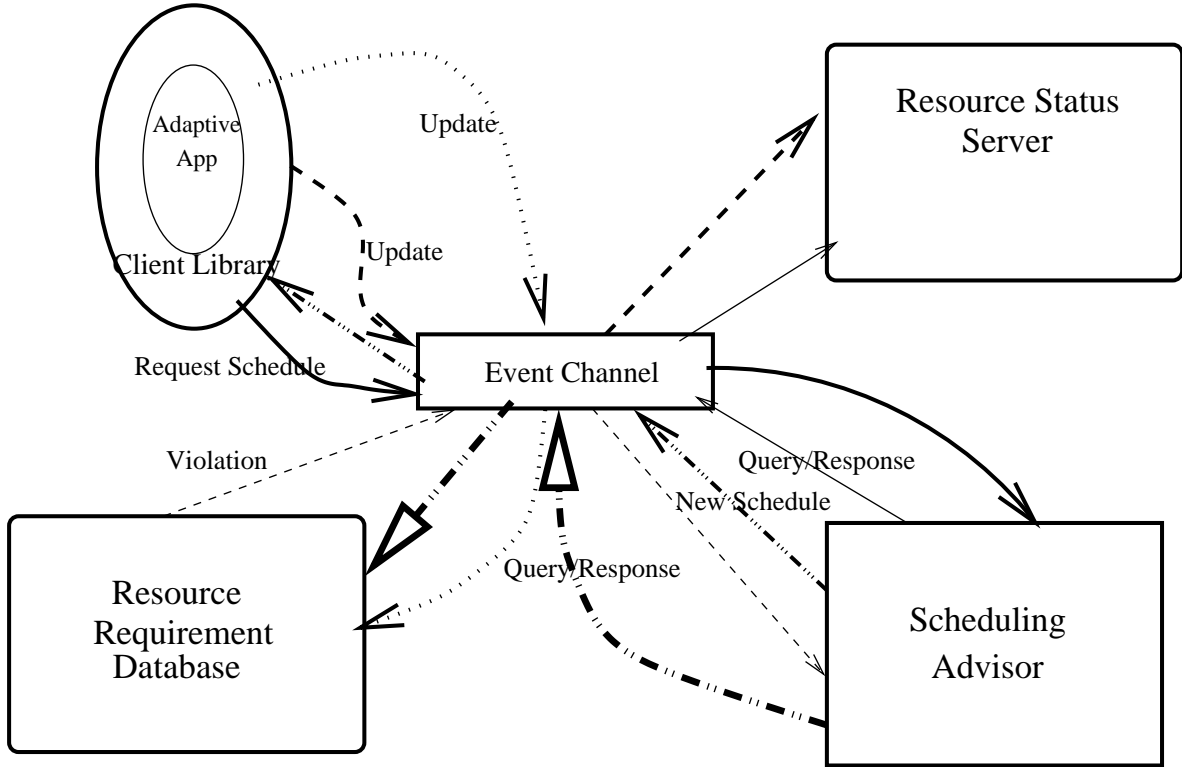 Adaptive
App
Client Library
Update
Update
Request Schedule
Resource Status
Server
Event Channel
Violation
Query/Response
New Schedule
Query/Response
Resource
Requirement
Database
Scheduling
Advisor